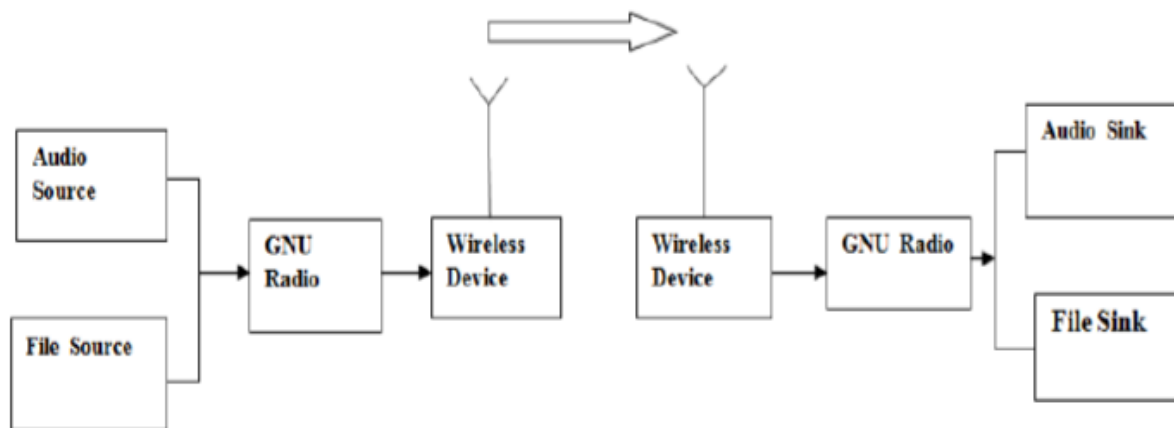 Audio
Source
File Source
GNU
Radio
Wireless
Device
Wireless
Device
GNU Radio
Audio Sink
File Sink